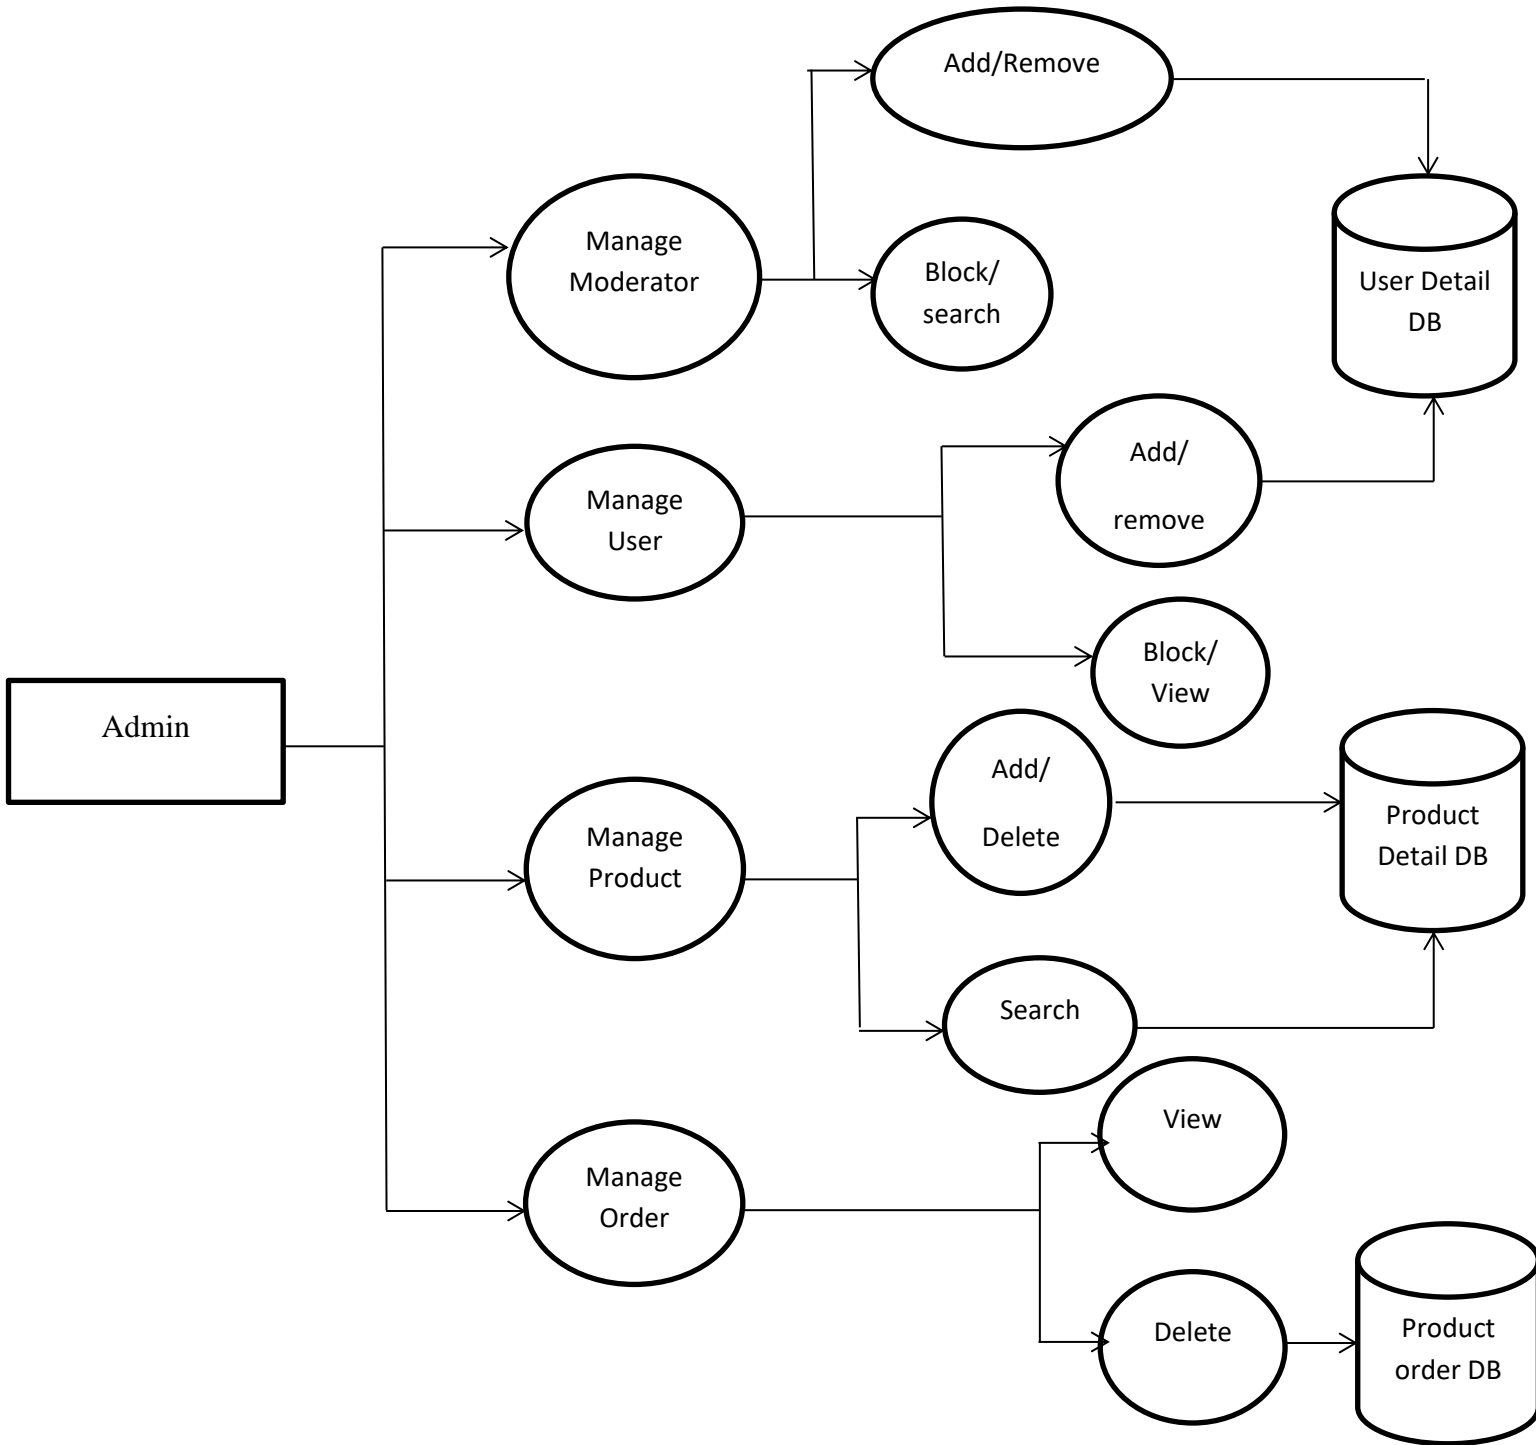 Add/Remove
Manage
Moderator
Block/
search
User Detail
DB
Manage
User
Add/
remove
Block/
View
Admin
Manage
Product
Add/
Delete
Product
Detail DB
Search
Manage
Order
View
Delete
Product
order DB